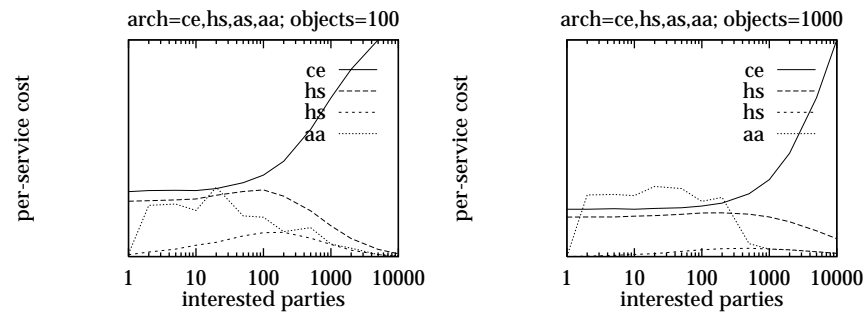 arch=ce,hs,as,aa; objects=100
per-service cost
ce
hs
hs
aa
1 10 100 1000 10000
interested parties
arch=ce,hs,as,aa; objects=1000
per-service cost
ce
hs
hs
aa
1 10 100 1000 10000
interested parties